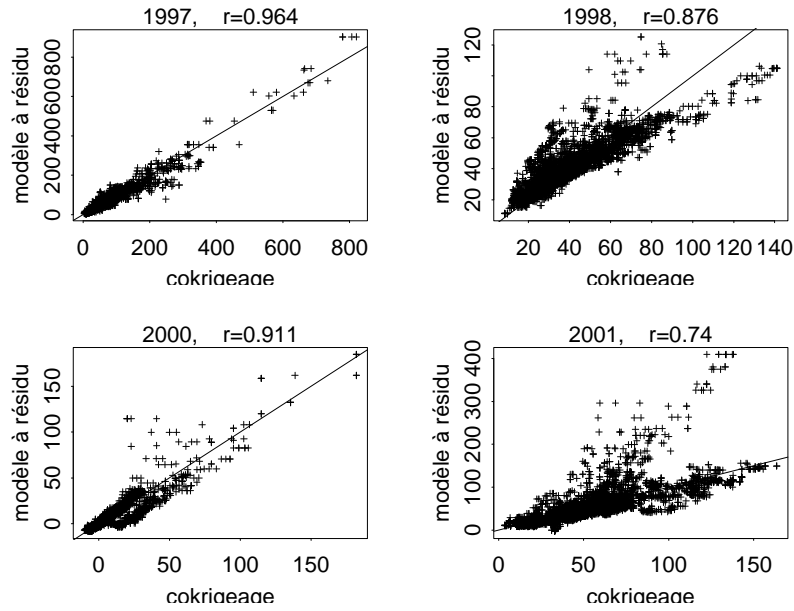 1997, r=0.964
modèle à résidu
0 200 400 600 800
0 200 400 600 800
cokrigeage
1998, r=0.876
modèle à résidu
20 40 60 80 120
20 40 60 80 100 120 140
cokrigeage
2000, r=0.911
modèle à résidu
0 50 100 150
0 50 100 150
cokrigeage
2001, r=0.74
modèle à résidu
0 100 200 300 400
0 50 100 150
cokrigeage